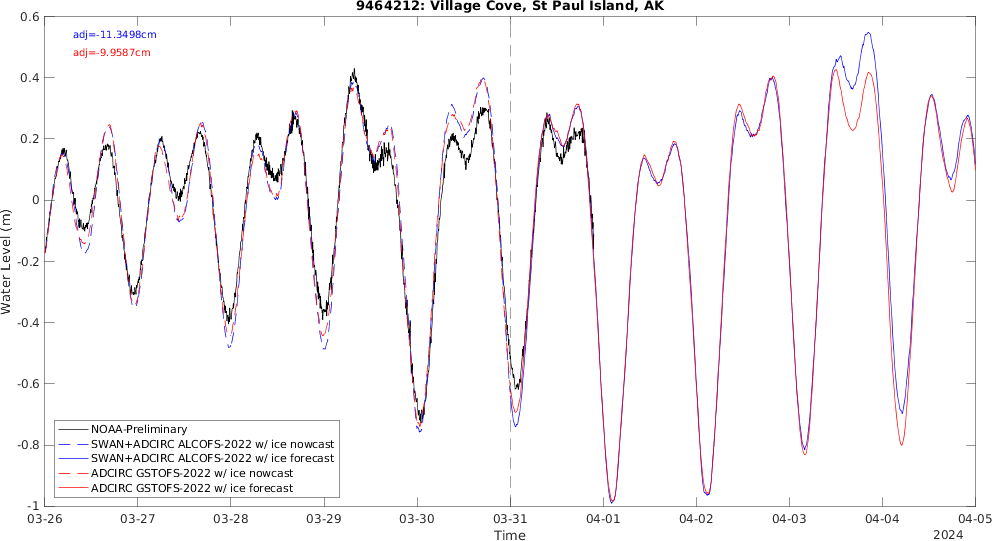 9464212: Village Cove, St Paul Island, AK
adj=-11.3498cm
adj=-9.9587cm
Water Level (m)
0.6
0.4
0.2
0
-0.2
-0.4
-0.6
-0.8
-1
NOAA-Preliminary
SWAN+ADCIRC ALCOFS-2022 w/ ice nowcast
SWAN+ADCIRC ALCOFS-2022 w/ ice forecast
ADCIRC GSTOFS-2022 w/ ice nowcast
ADCIRC GSTOFS-2022 w/ ice forecast
03-26 03-27 03-28 03-29 03-30 03-31 04-01 04-02 04-03 04-04 04-05
Time
2024